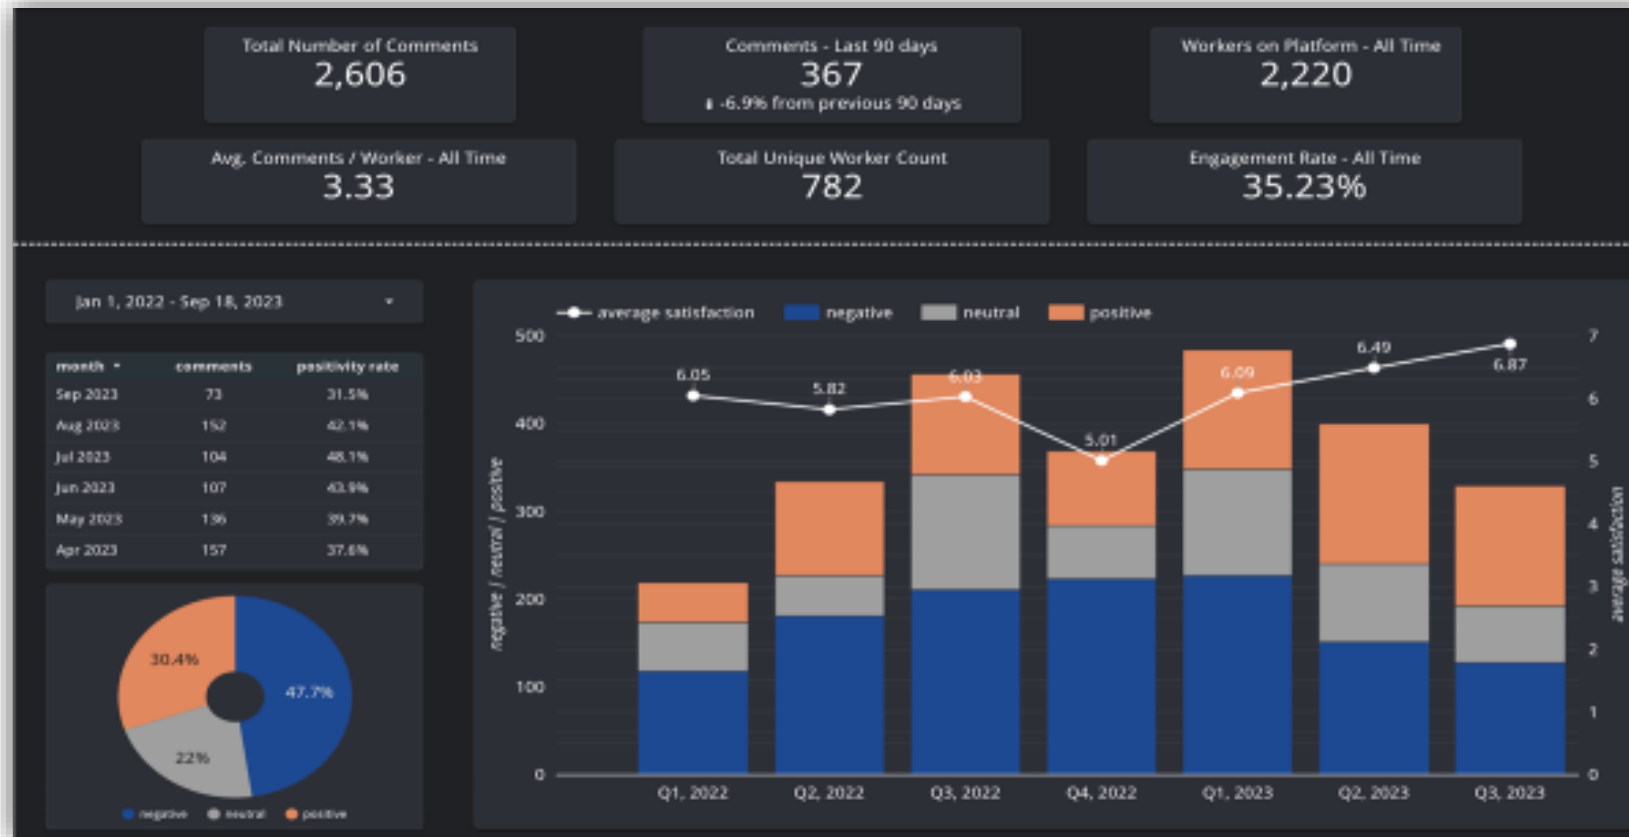 Total Number of Comments
2,606
Comments - Last 90 days
367
⬇ -6.9% from previous 90 days
Workers on Platform - All Time
2,220
Avg. Comments / Worker - All Time
3.33
Total Unique Worker Count
782
Engagement Rate - All Time
35.23%
Jan 1, 2022 - Sep 18, 2023
month comments positivity rate
Sep 2023 73 31.5%
Aug 2023 152 42.1%
Jul 2023 104 48.1%
Jun 2023 107 43.9%
May 2023 136 39.7%
Apr 2023 157 37.6%
30.4%
47.7%
22%
negative neutral positive
average satisfaction negative neutral positive
negative / neutral / positive
500
400
300
200
100
0
6.05
5.82
6.03
5.01
6.09
6.49
6.87
7
6
5
4
3
2
1
0
average satisfaction
Q1, 2022 Q2, 2022 Q3, 2022 Q4, 2022 Q1, 2023 Q2, 2023 Q3, 2023